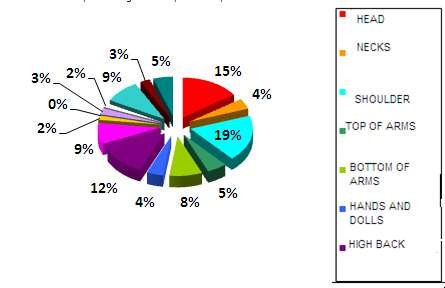 3%
5%
15%
4%
19%
5%
8%
4%
12%
9%
2%
0%
3%
2%
9%
HEAD
NECKS
SHOULDER
TOP OF ARMS
BOTTOM OF
ARMS
HANDS AND
DOLLS
HIGH BACK